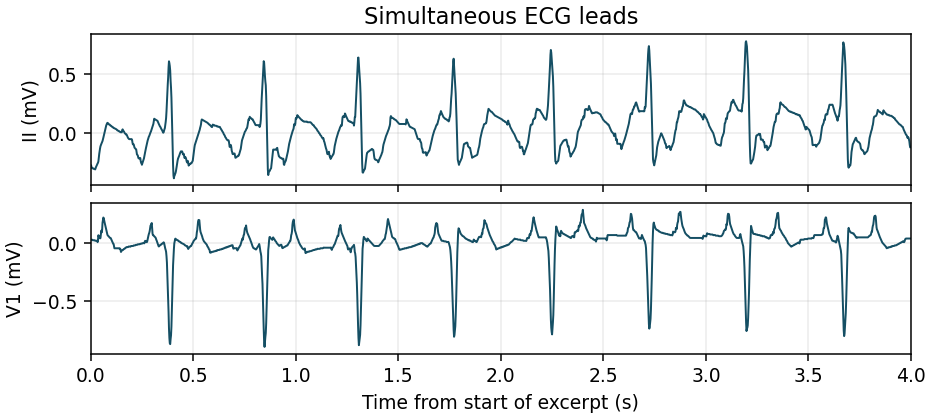 Simultaneous ECG leads
II (mV)
0.5
0.0
V1 (mV)
0.0
−0.5
0.0 0.5 1.0 1.5 2.0 2.5 3.0 3.5 4.0
Time from start of excerpt (s)